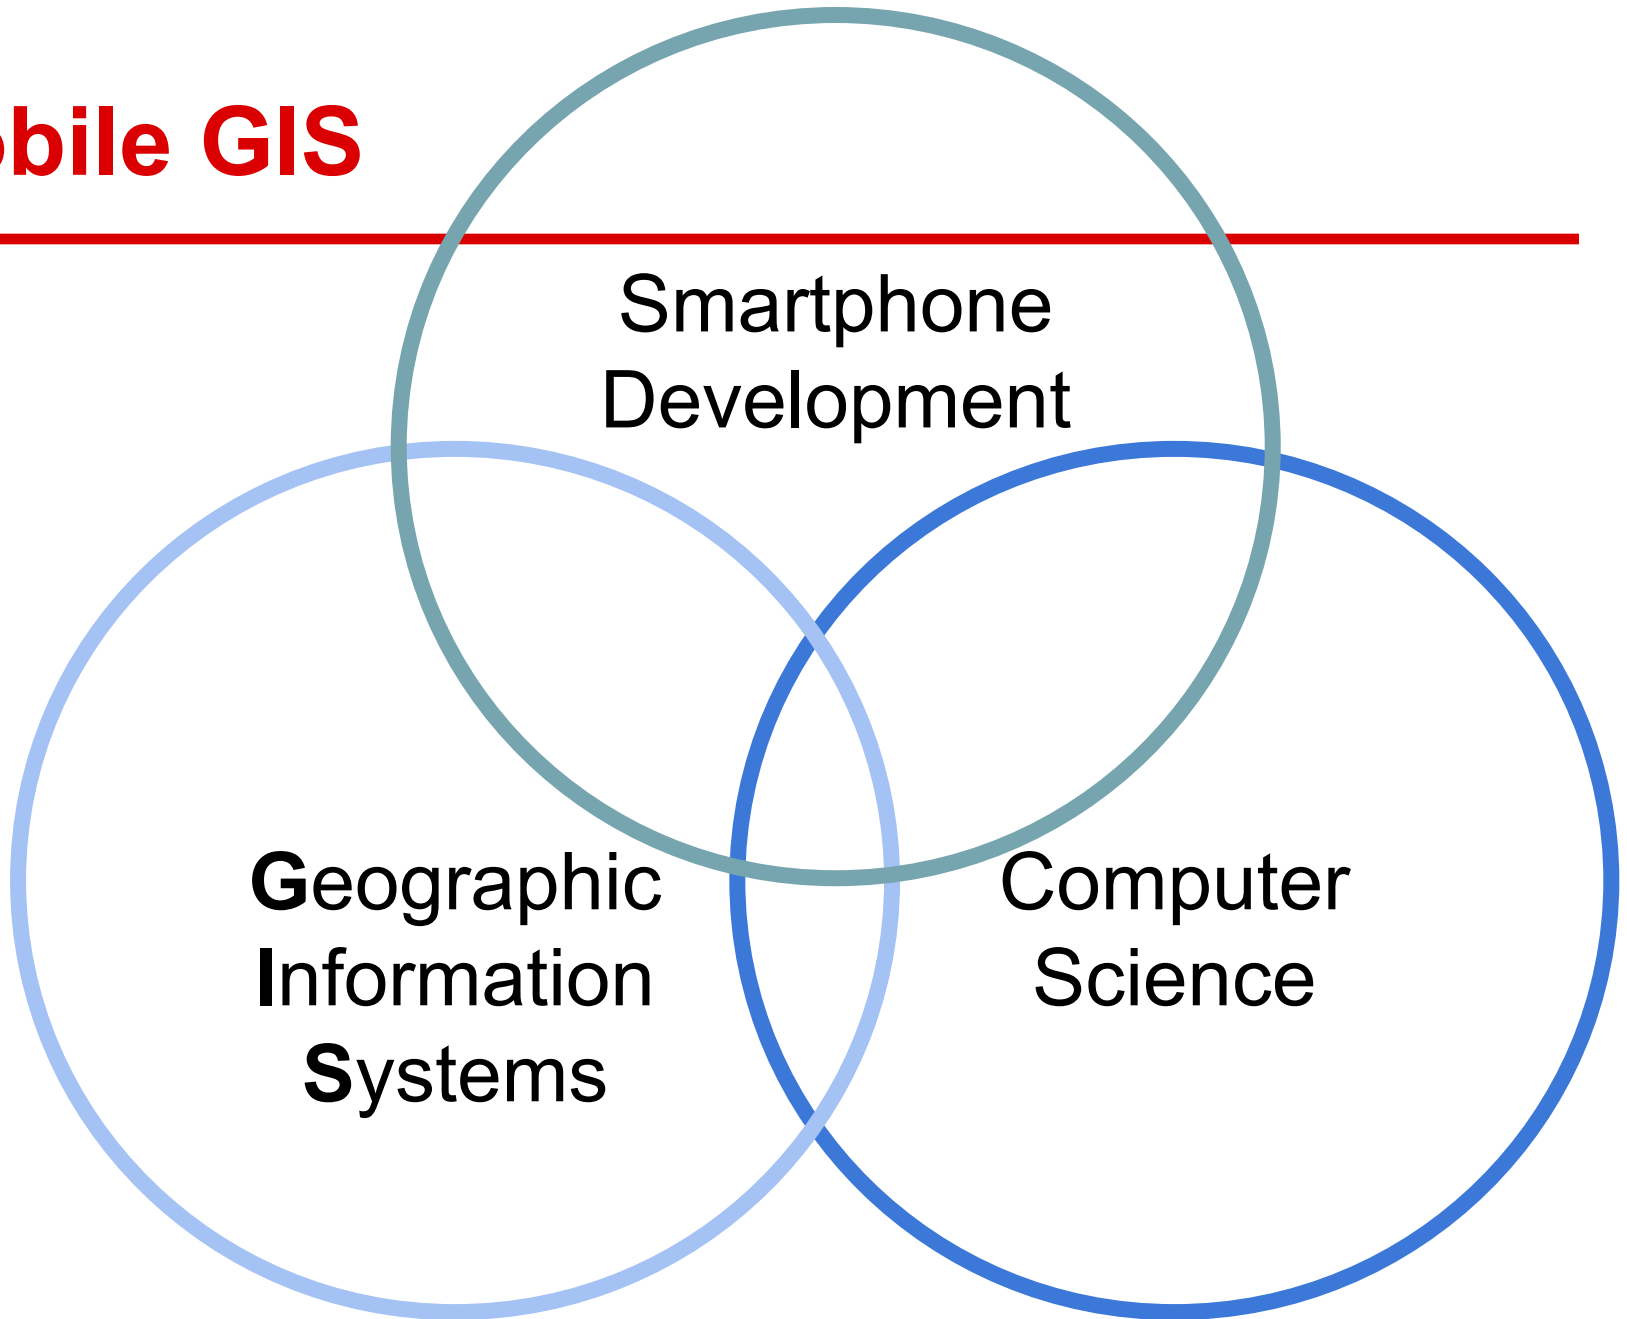 obile GIS
Smartphone
Development
Geographic
Information
Systems
Computer
Science